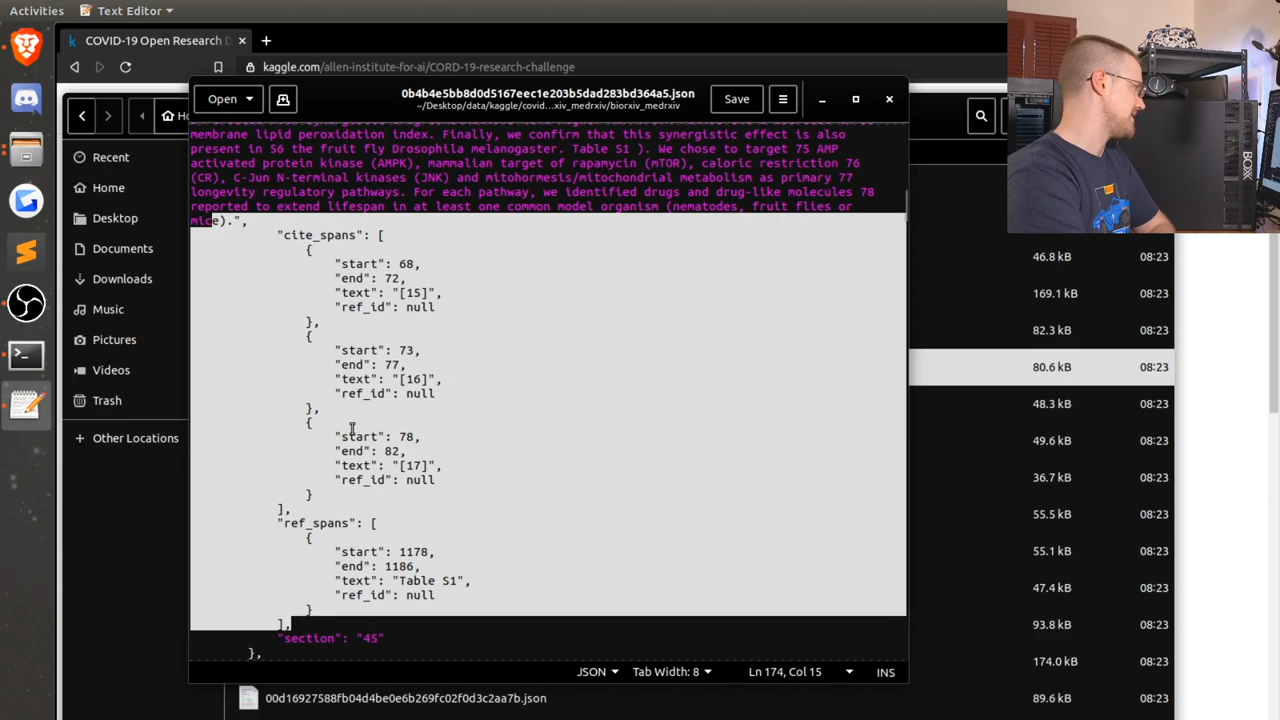 Activities
Text Editor
COVID-19 Open Research D
kaggle.com/allen-institute-for-ai/CORD-19-research-challenge
Open
0b4b4e5bb8d0d5167eec1e203b5dad283bd364a5.json
~/Desktop/data/kaggle/covid…xiv_medrxiv/biorxiv_medrxiv
Save
Recent
Home
Desktop
Documents
Downloads
Music
Pictures
Videos
Trash
Other Locations
membrane lipid peroxidation index. Finally, we confirm that this synergistic effect is also
present in 56 the fruit fly Drosophila melanogaster. Table S1 ). We chose to target 75 AMP
activated protein kinase (AMPK), mammalian target of rapamycin (mTOR), caloric restriction 76
(CR), C-Jun N-terminal kinases (JNK) and mitohormesis/mitochondrial metabolism as primary 77
longevity regulatory pathways. For each pathway, we identified drugs and drug-like molecules 78
reported to extend lifespan in at least one common model organism (nematodes, fruit flies or
mice).",
"cite_spans": [
{
"start": 68,
"end": 72,
"text": "[15]",
"ref_id": null
},
{
"start": 73,
"end": 77,
"text": "[16]",
"ref_id": null
},
{
"start": 78,
"end": 82,
"text": "[17]",
"ref_id": null
}
],
"ref_spans": [
{
"start": 1178,
"end": 1186,
"text": "Table S1",
"ref_id": null
}
],
"section": "45"
},
JSON
Tab Width: 8
Ln 174, Col 15
INS
46.8 kB 08:23
169.1 kB 08:23
82.3 kB 08:23
80.6 kB 08:23
48.3 kB 08:23
49.6 kB 08:23
36.7 kB 08:23
55.5 kB 08:23
55.1 kB 08:23
47.4 kB 08:23
93.8 kB 08:23
174.0 kB 08:23
00d16927588fb04d4be0e6b269fc02f0d3c2aa7b.json 89.6 kB 08:23